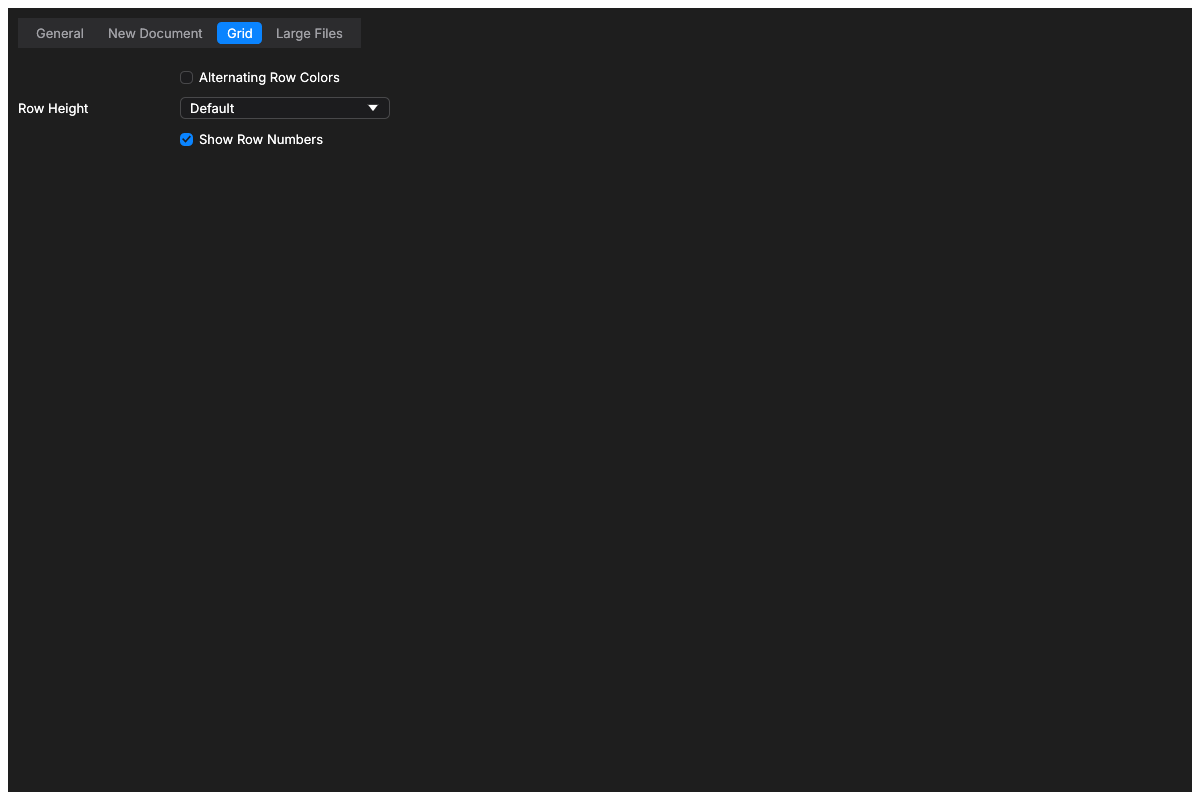 General New Document Grid Large Files
Alternating Row Colors
Row Height Default
Show Row Numbers